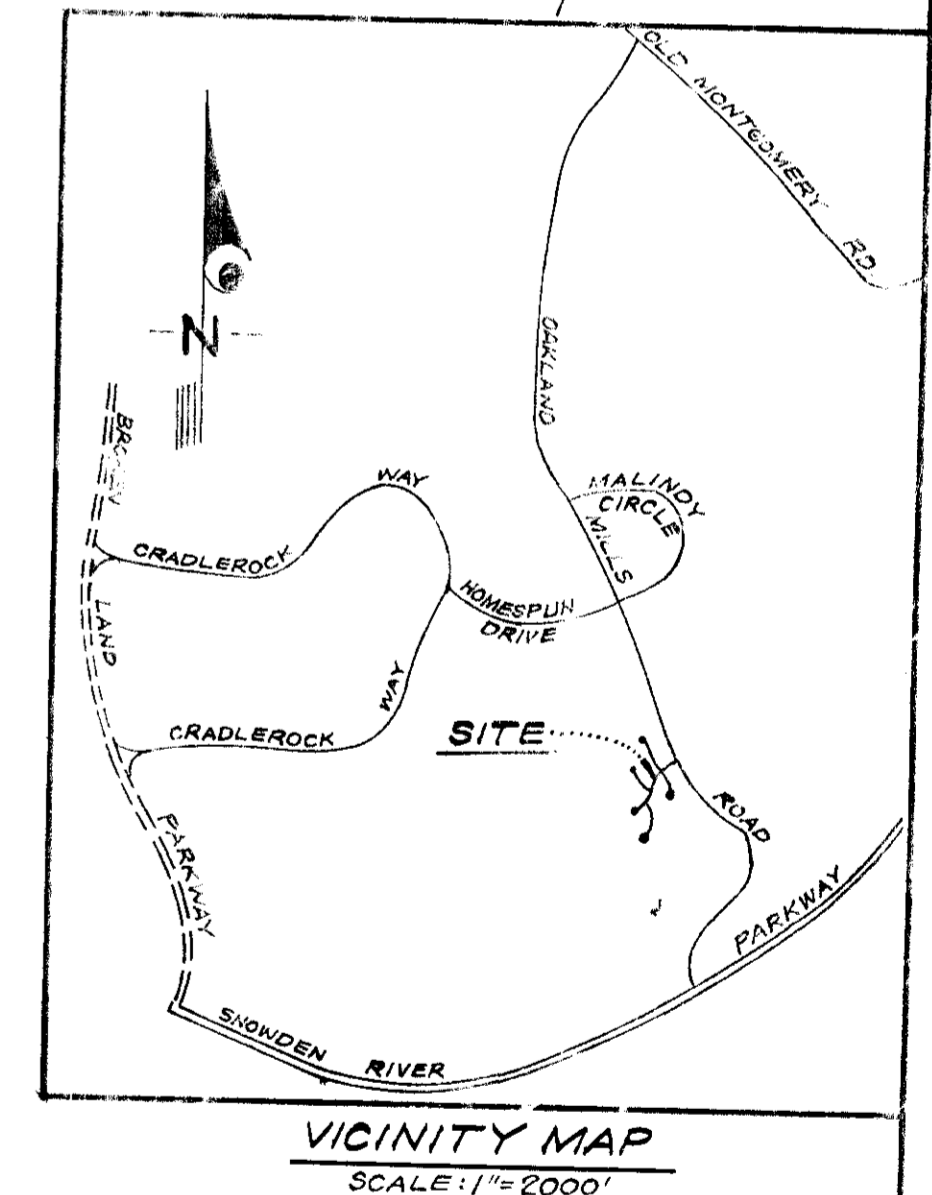 OLD MONTGOMERY RD.
N
OAKLAND MILLS ROAD
BROKEN LAND PARKWAY
WAY
MALINDY
CIRCLE
CRADLEROCK
HOMESPUN
DRIVE
WAY
CRADLEROCK
SITE
PARKWAY
SNOWDEN RIVER
VICINITY MAP
SCALE: 1"=2000'